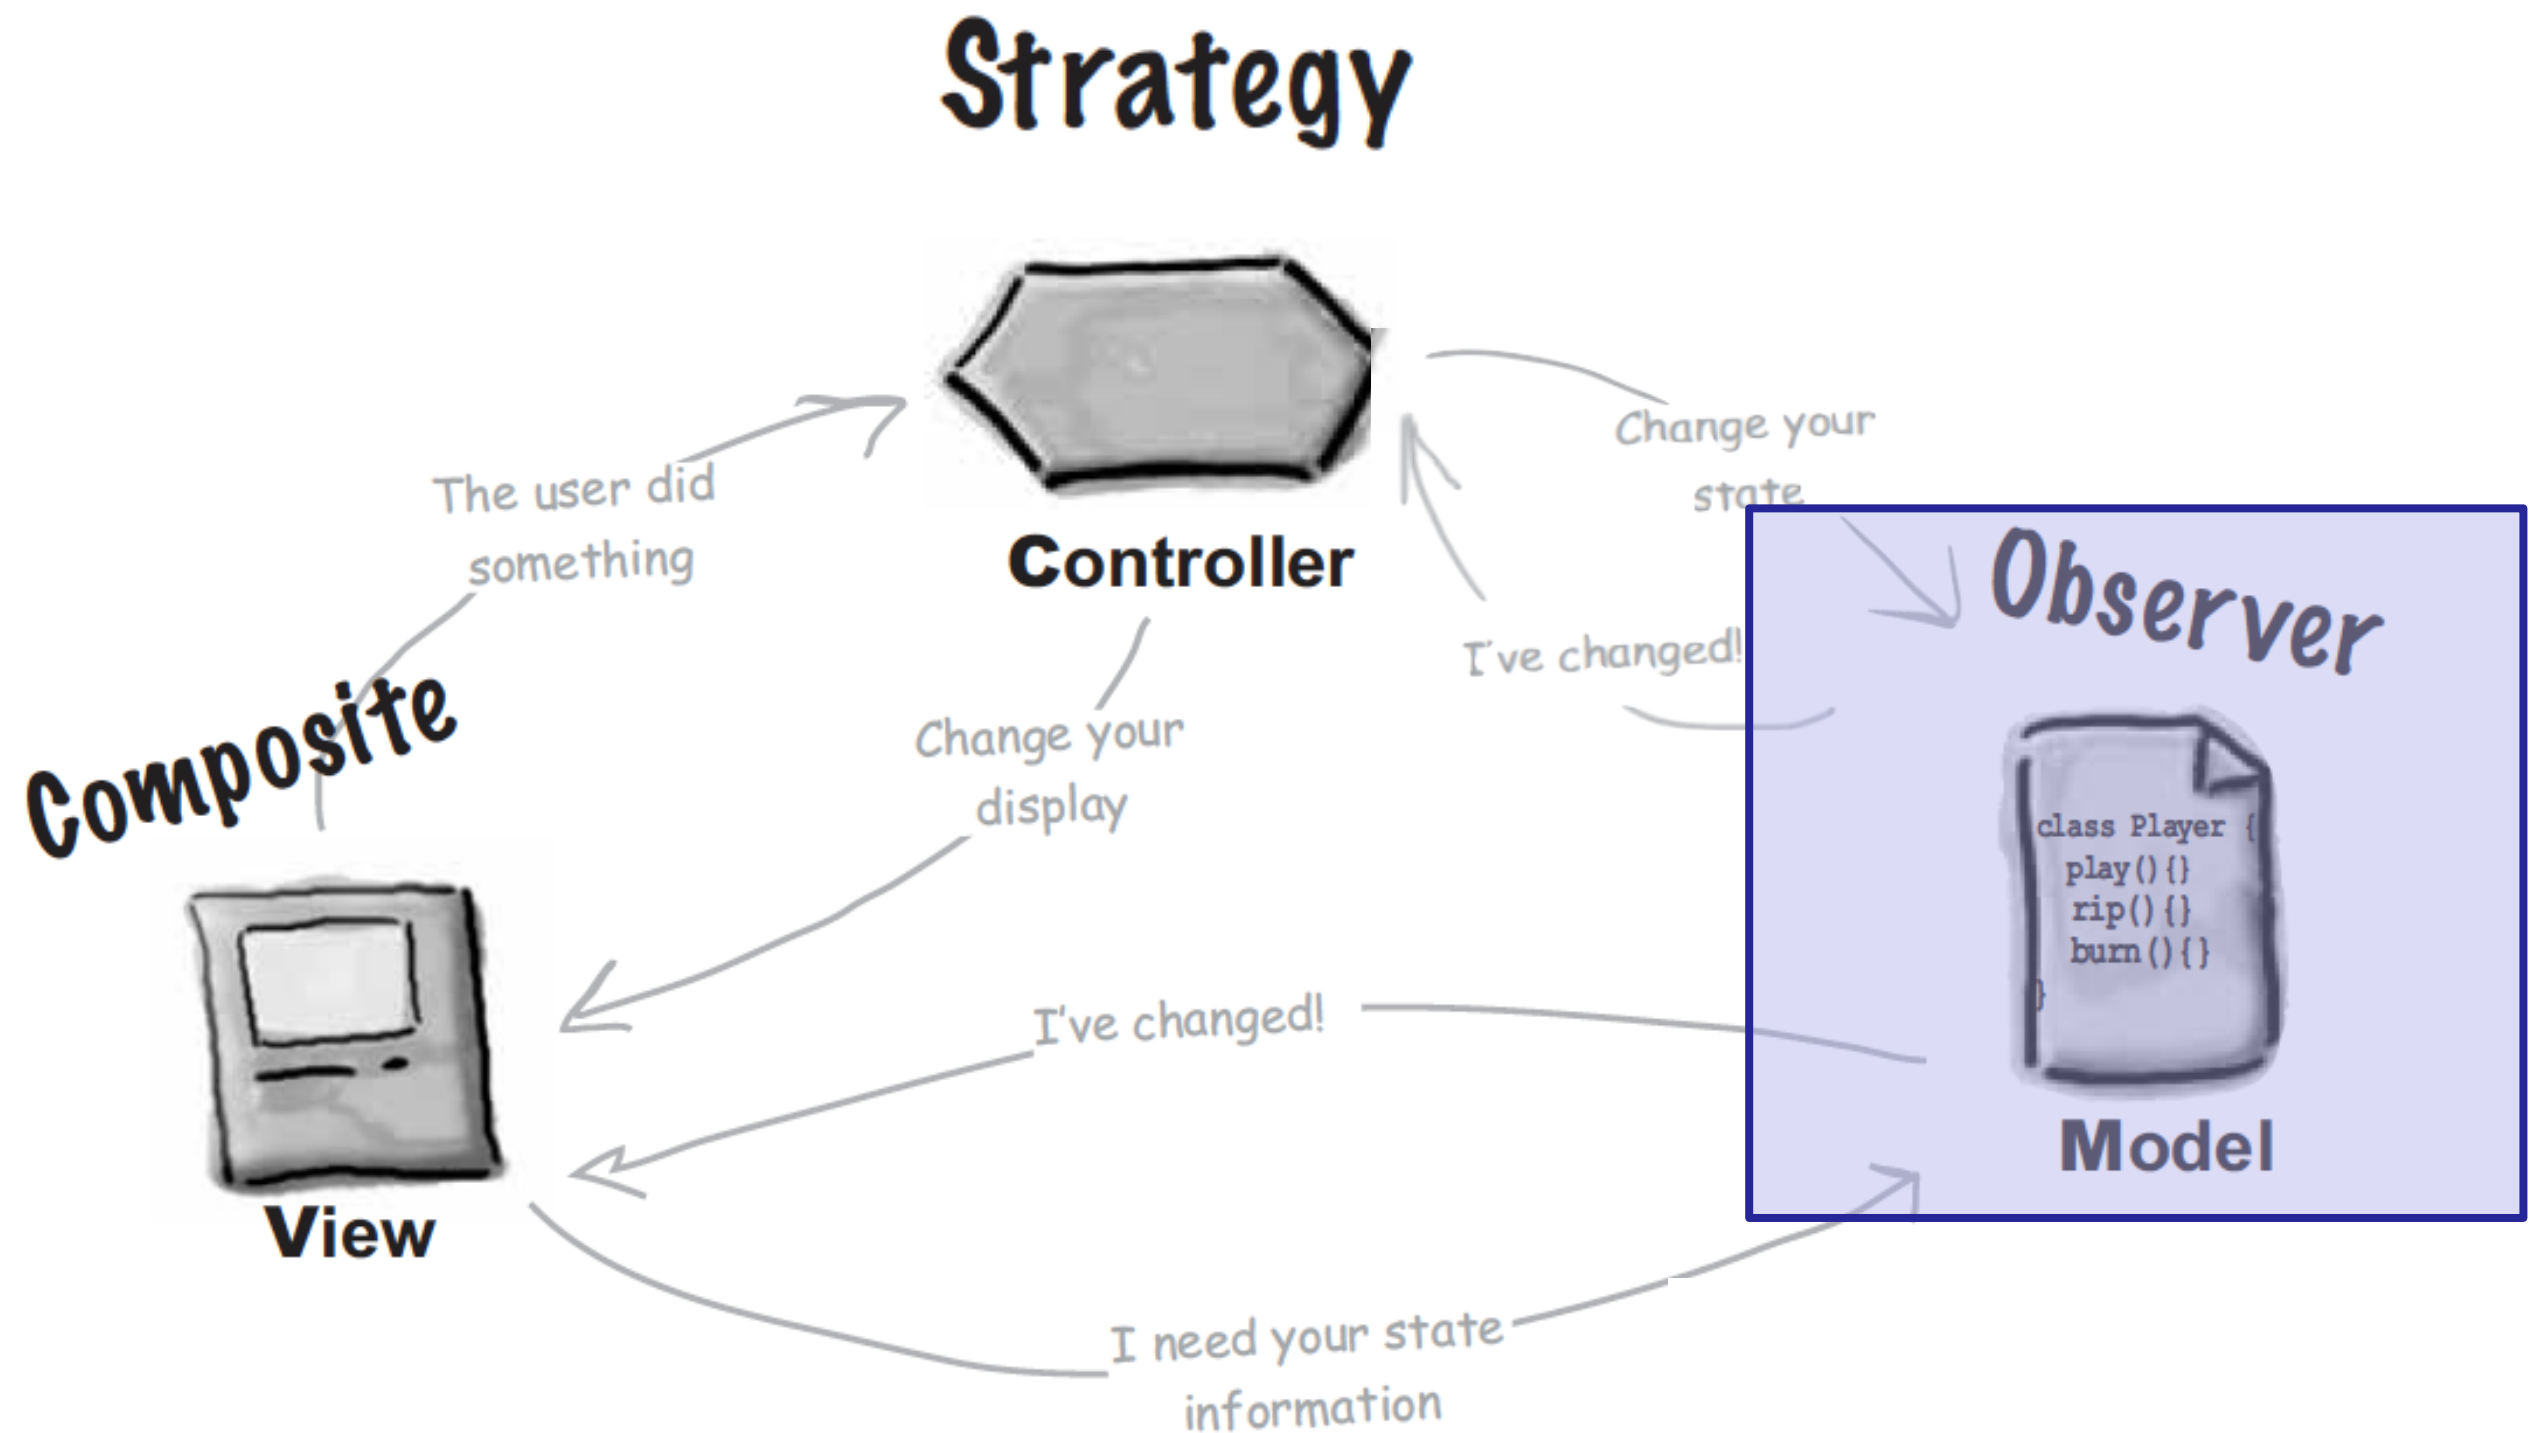 Strategy
Change your
state
The user did
something
Controller
Observer
I've changed!
Composite
Change your
display
class Player {
play(){}
rip(){}
burn(){}
}
I've changed!
Model
View
I need your state
information